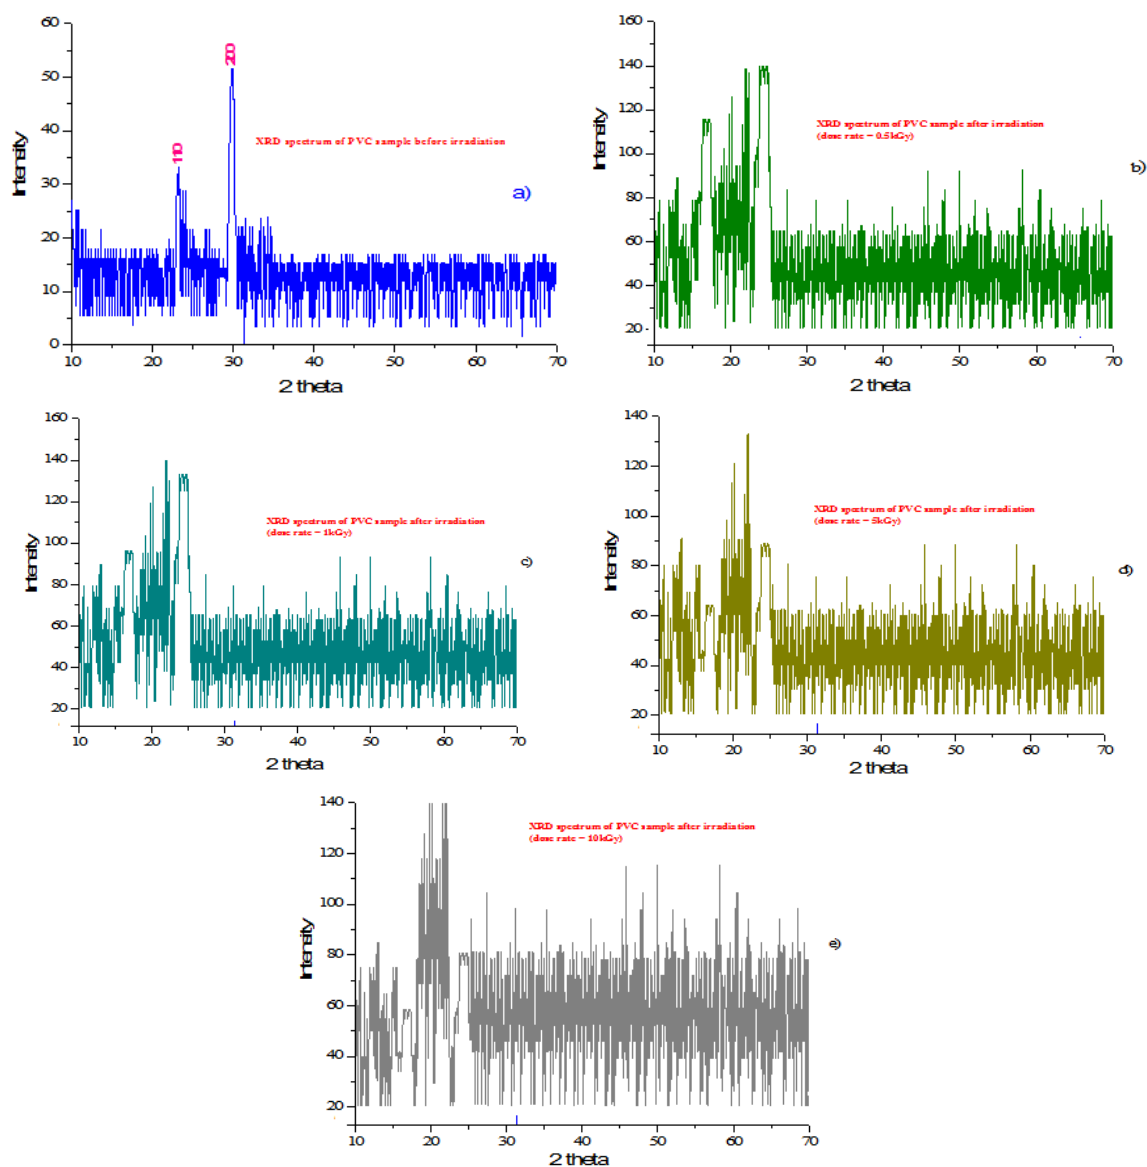 60
50
40
30
20
10
0
Intensity
110
200
XRD spectrum of PVC sample before irradiation
a)
10 20 30 40 50 60 70
2 theta
160
140
120
100
80
60
40
20
Intensity
XRD spectrum of PVC sample after irradiation
(dose rate = 0.5kGy)
b)
10 20 30 40 50 60 70
2 theta
160
140
120
100
80
60
40
20
Intensity
XRD spectrum of PVC sample after irradiation
(dose rate = 1kGy)
c)
10 20 30 40 50 60 70
2 theta
140
120
100
80
60
40
20
Intensity
XRD spectrum of PVC sample after irradiation
(dose rate = 5kGy)
d)
10 20 30 40 50 60 70
2 theta
140
120
100
80
60
40
20
Intensity
XRD spectrum of PVC sample after irradiation
(dose rate = 10kGy)
e)
10 20 30 40 50 60 70
2 theta